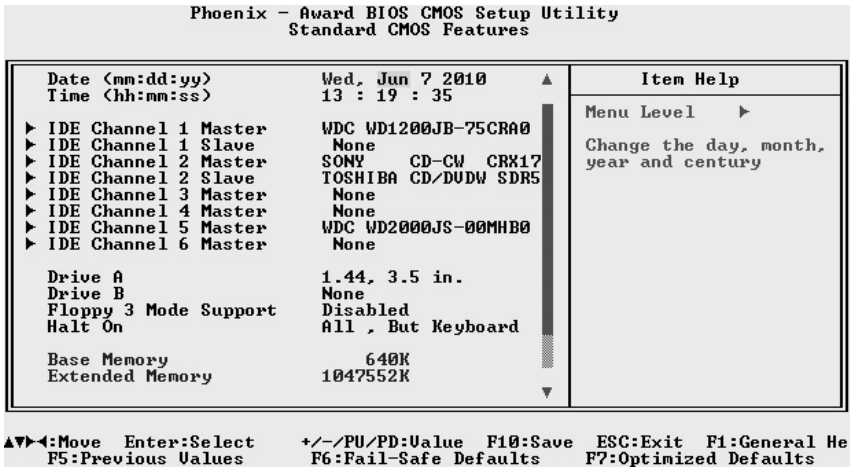 Phoenix - Award BIOS CMOS Setup Utility
Standard CMOS Features
Date (mm:dd:yy) Wed, Jun 7 2010
Time (hh:mm:ss) 13 : 19 : 35
IDE Channel 1 Master WDC WD1200JB-75CRA0
IDE Channel 1 Slave None
IDE Channel 2 Master SONY CD-CW CRX17
IDE Channel 2 Slave TOSHIBA CD/DVDW SDR5
IDE Channel 3 Master None
IDE Channel 4 Master None
IDE Channel 5 Master WDC WD2000JS-00MHB0
IDE Channel 6 Master None
Drive A 1.44, 3.5 in.
Drive B None
Floppy 3 Mode Support Disabled
Halt On All , But Keyboard
Base Memory 640K
Extended Memory 1047552K
Item Help
Menu Level
Change the day, month,
year and century
:Move Enter:Select +/-/PU/PD:Value F10:Save ESC:Exit F1:General He
F5:Previous Values F6:Fail-Safe Defaults F7:Optimized Defaults